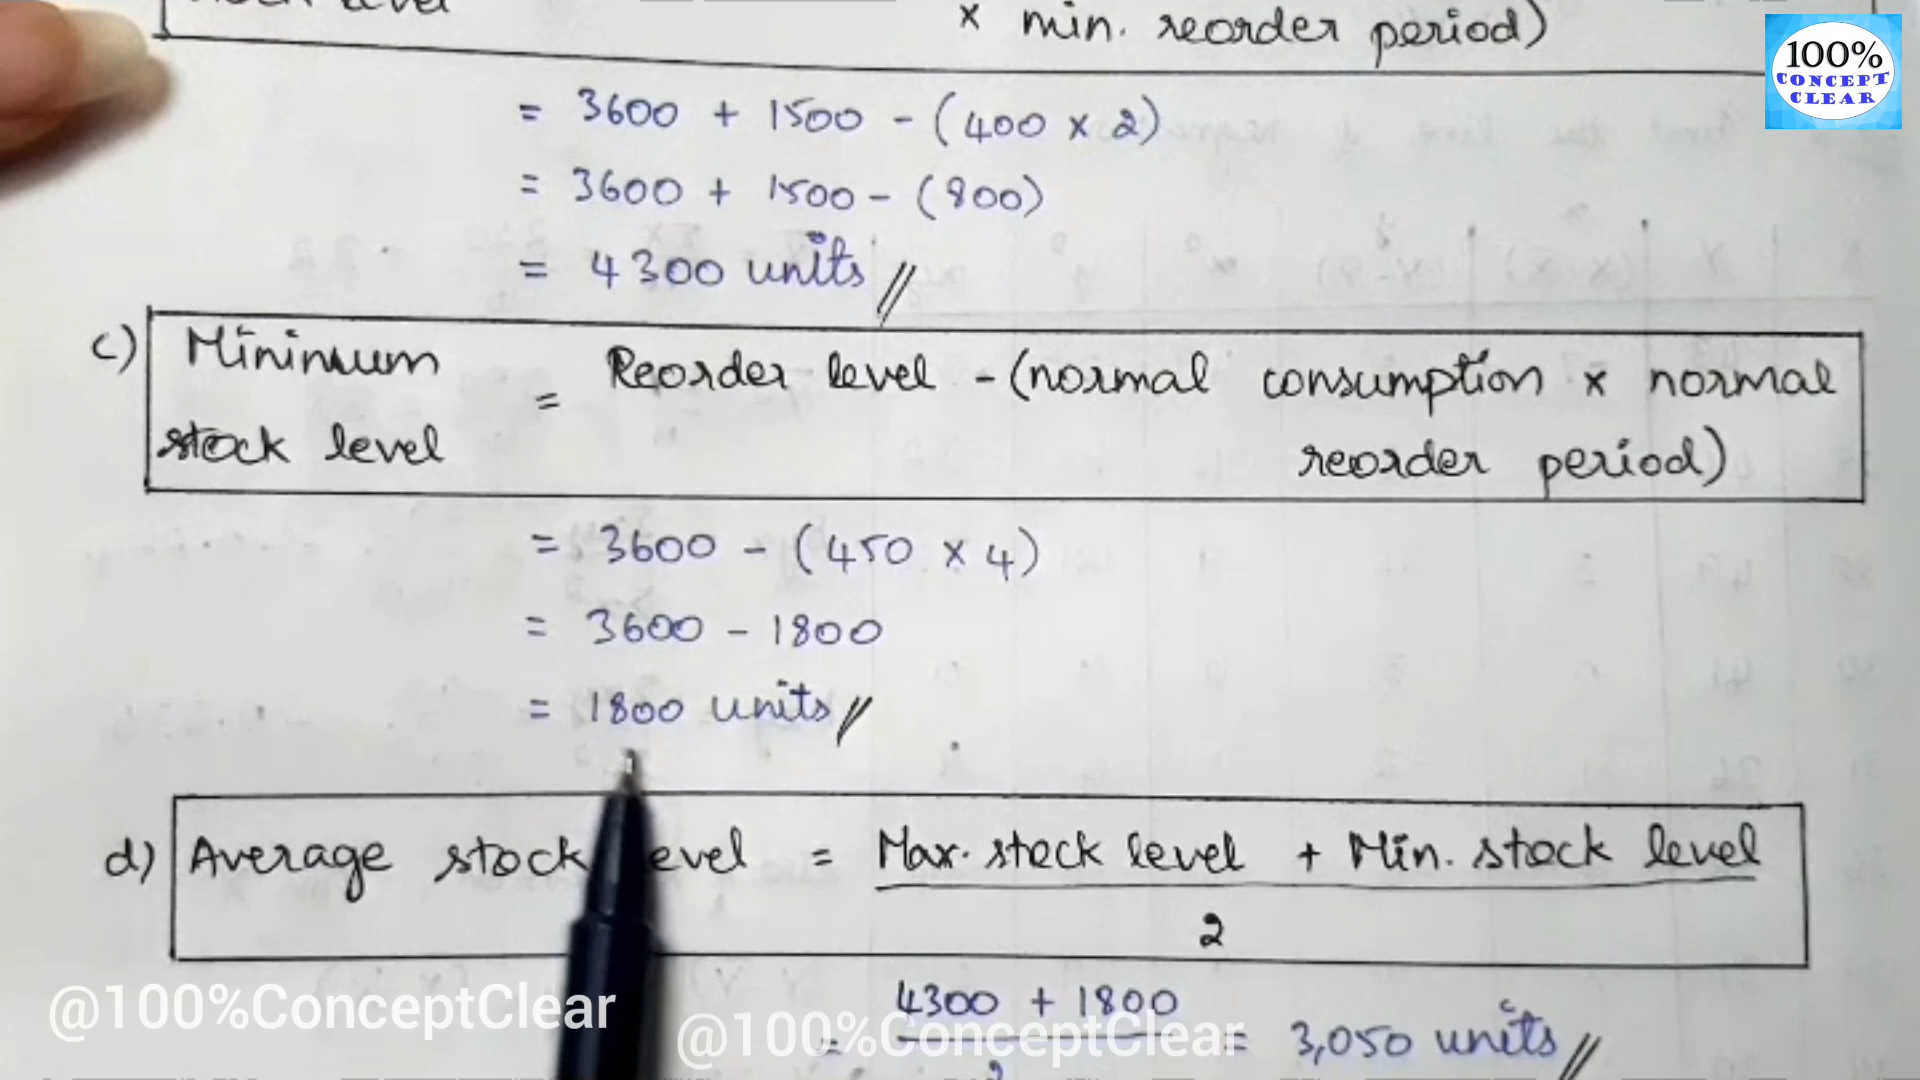 × min. reorder period)
100%
CONCEPT
CLEAR
= 3600 + 1500 - (400 × 2)
= 3600 + 1500 - (800)
= 4300 units //
c) Mininum
stock level
= Reorder level - (normal consumption × normal
reorder period)
= 3600 - (450 × 4)
= 3600 - 1800
= 1800 units //
d) Average stock level = Max. stock level + Min. stock level
2
= 4300 + 1800
2
= 3,050 units //
@100%ConceptClear
@100%ConceptClear